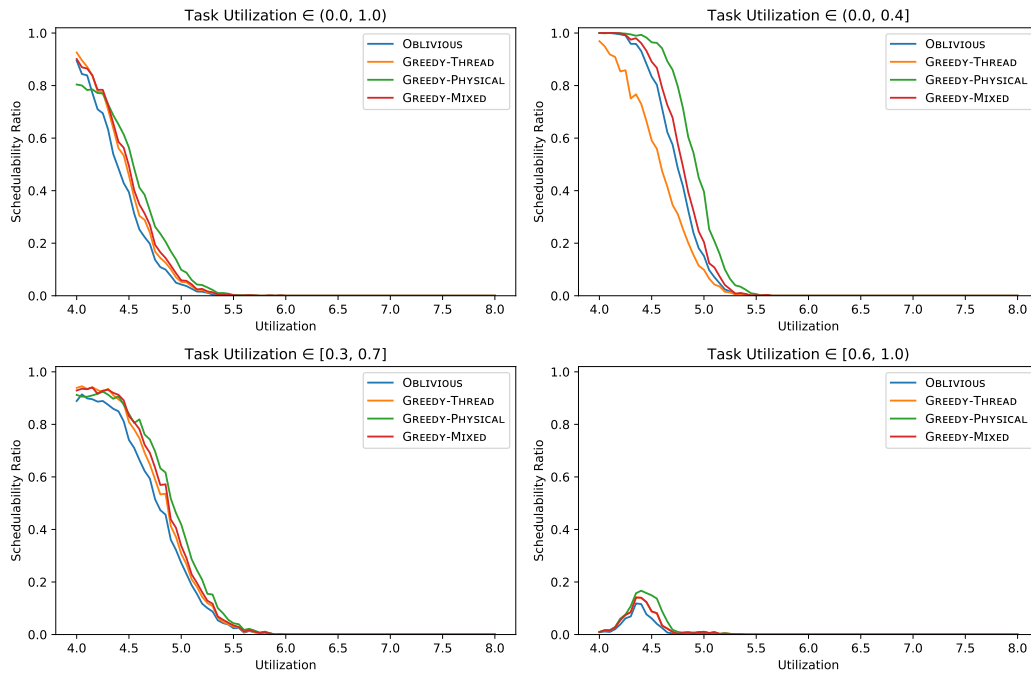 Task Utilization ∈ (0.0, 1.0)
1.0
0.8
0.6
0.4
0.2
0.0
Schedulability Ratio
OBLIVIOUS
GREEDY-THREAD
GREEDY-PHYSICAL
GREEDY-MIXED
4.0 4.5 5.0 5.5 6.0 6.5 7.0 7.5 8.0
Utilization
Task Utilization ∈ (0.0, 0.4]
1.0
0.8
0.6
0.4
0.2
0.0
Schedulability Ratio
OBLIVIOUS
GREEDY-THREAD
GREEDY-PHYSICAL
GREEDY-MIXED
4.0 4.5 5.0 5.5 6.0 6.5 7.0 7.5 8.0
Utilization
Task Utilization ∈ [0.3, 0.7]
1.0
0.8
0.6
0.4
0.2
0.0
Schedulability Ratio
OBLIVIOUS
GREEDY-THREAD
GREEDY-PHYSICAL
GREEDY-MIXED
4.0 4.5 5.0 5.5 6.0 6.5 7.0 7.5 8.0
Utilization
Task Utilization ∈ [0.6, 1.0)
1.0
0.8
0.6
0.4
0.2
0.0
Schedulability Ratio
OBLIVIOUS
GREEDY-THREAD
GREEDY-PHYSICAL
GREEDY-MIXED
4.0 4.5 5.0 5.5 6.0 6.5 7.0 7.5 8.0
Utilization